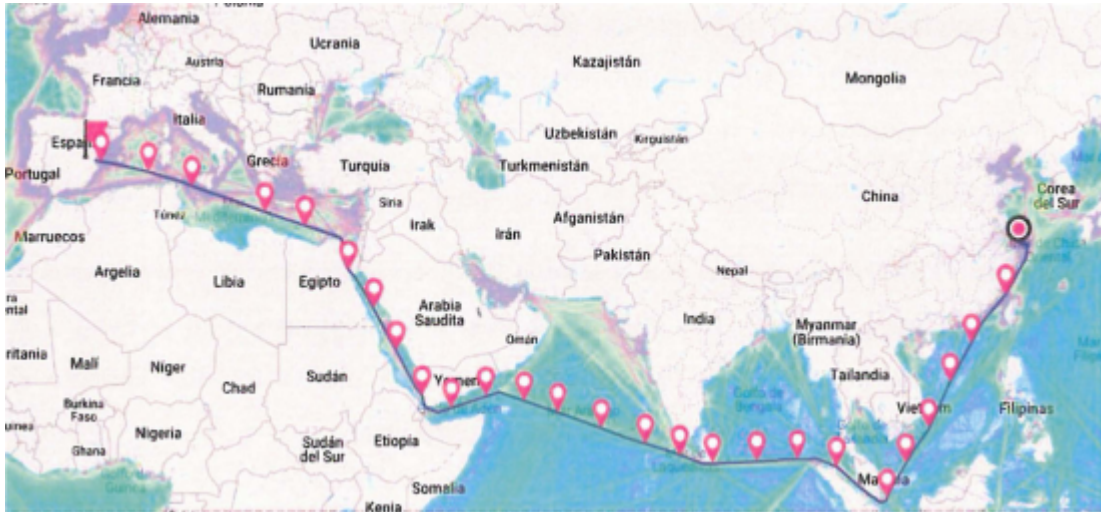 Alemania
Ucrania
Kazajistán
Mongolia
Austria
Francia
Rumania
Italia
Uzbekistán
Kirguistán
Grecia
Turquia
Turkmenistán
Portugal
China
Corea
del Sur
Siria
Túnez
Afganistán
Irak
Irán
Marruecos
Pakistán
Argelia
Libia
Egipto
Nepal
Arabia
Saudita
India
Omán
Myanmar
(Birmania)
Malí
Níger
Sudán
Tailandia
Chad
Burkina
Faso
Filipinas
Nigeria
Etiopía
Ghana
Sudán
del Sur
Somalia
Kenia